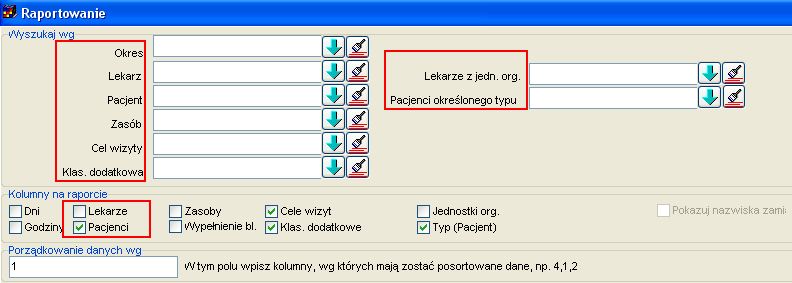 Raportowanie
Wyszukaj wg
Okres
Lekarz
Pacjent
Zasób
Cel wizyty
Klas. dodatkowa
Lekarze z jedn. org.
Pacjenci określonego typu
Kolumny na raporcie
Dni Lekarze Zasoby Cele wizyt Jednostki org. Pokazuj nazwiska zamia
Godziny Pacjenci Wypełnienie bl. Klas. dodatkowe Typ (Pacjent)
Porządkowanie danych wg
1 W tym polu wpisz kolumny, wg których mają zostać posortowane dane, np. 4,1,2